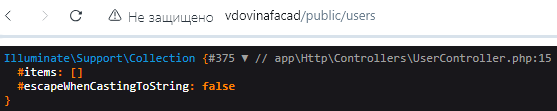 Не защищено vdovinafacad/public/users
Illuminate\Support\Collection {#375 ▼ // app\Http\Controllers\UserController.php:15
#items: []
#escapeWhenCastingToString: false
}